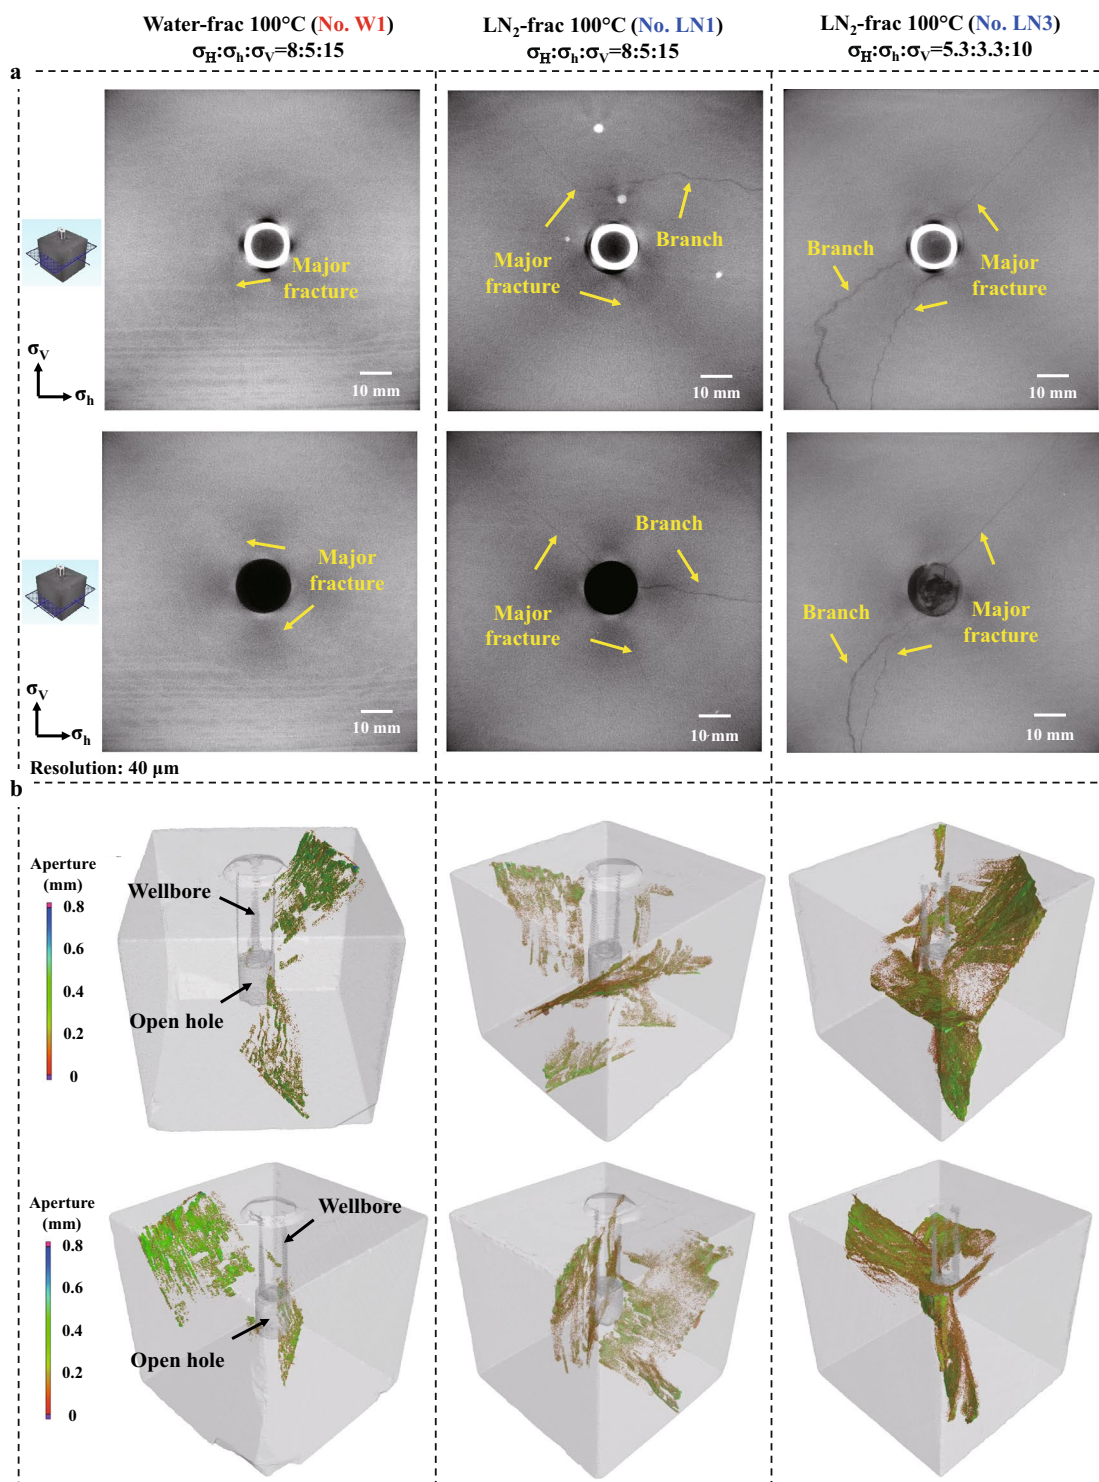 Water-frac 100°C (No. W1)
σH:σh:σV=8:5:15
LN2-frac 100°C (No. LN1)
σH:σh:σV=8:5:15
LN2-frac 100°C (No. LN3)
σH:σh:σV=5.3:3.3:10
a
Major
fracture
10 mm
Major
fracture
Branch
10 mm
Branch
Major
fracture
10 mm
σV
σh
Major
fracture
10 mm
Branch
Major
fracture
10 mm
Branch
Major
fracture
10 mm
σV
σh
Resolution: 40 μm
b
Aperture
(mm)
0.8
0.6
0.4
0.2
0
Wellbore
Open hole
Aperture
(mm)
0.8
0.6
0.4
0.2
0
Wellbore
Open hole